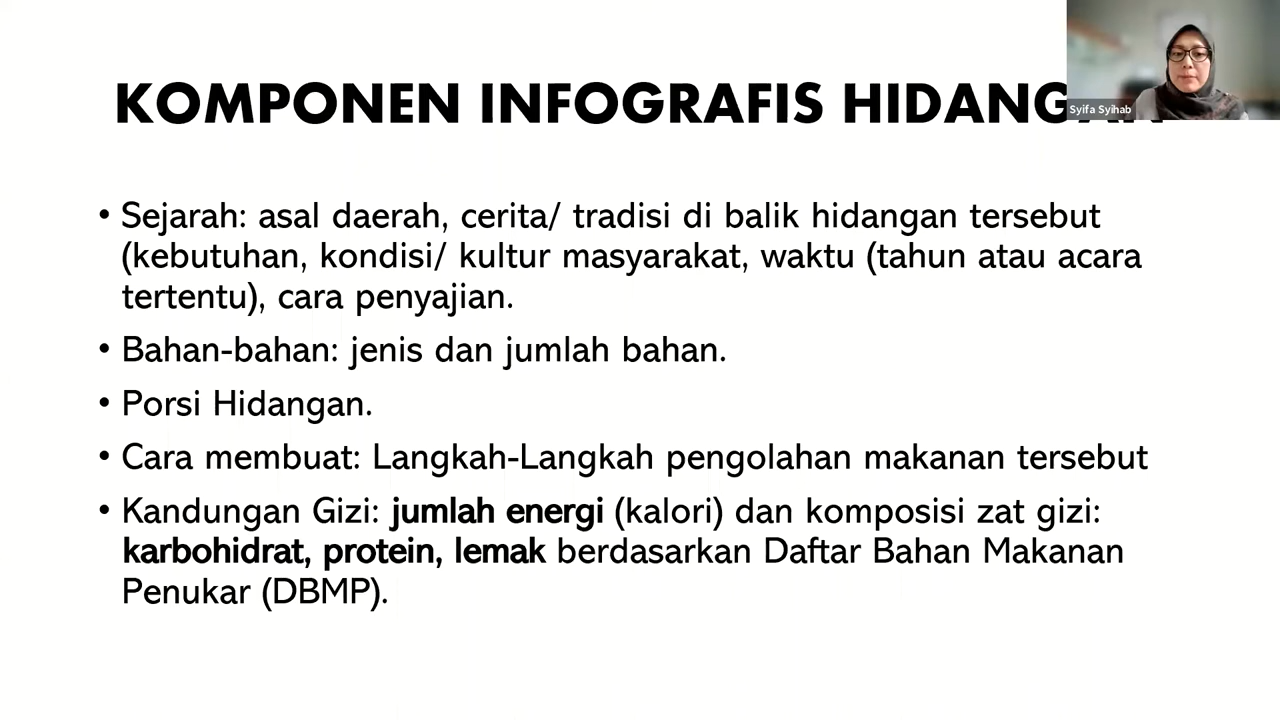 KOMPONEN INFOGRAFIS HIDANGAN
Syifa Syihab
• Sejarah: asal daerah, cerita/ tradisi di balik hidangan tersebut
(kebutuhan, kondisi/ kultur masyarakat, waktu (tahun atau acara
tertentu), cara penyajian.
• Bahan-bahan: jenis dan jumlah bahan.
• Porsi Hidangan.
• Cara membuat: Langkah-Langkah pengolahan makanan tersebut
• Kandungan Gizi: jumlah energi (kalori) dan komposisi zat gizi:
karbohidrat, protein, lemak berdasarkan Daftar Bahan Makanan
Penukar (DBMP).